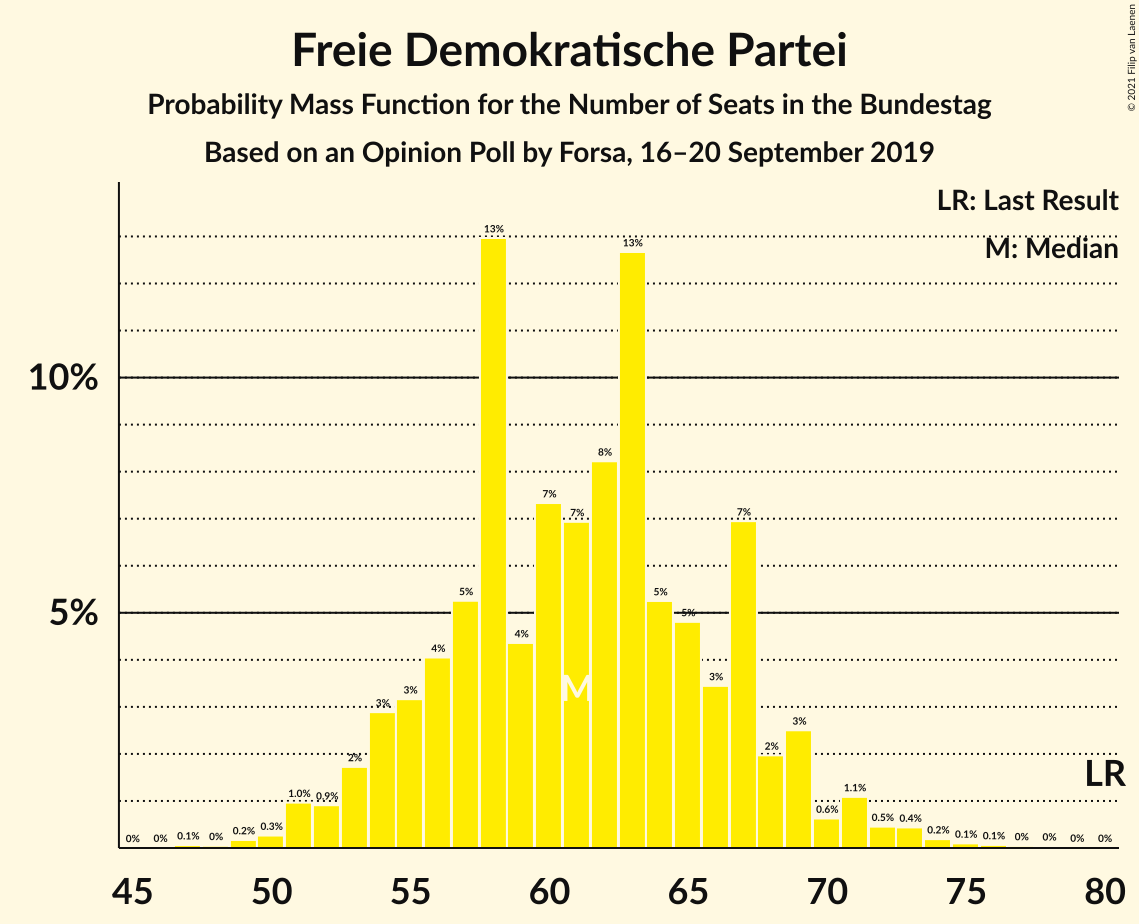 Freie Demokratische Partei
Probability Mass Function for the Number of Seats in the Bundestag
Based on an Opinion Poll by Forsa, 16–20 September 2019
© 2021 Filip van Laenen
LR: Last Result
M: Median
10%
5%
0% 0% 0.1% 0% 0.2% 0.3% 1.0% 0.9% 2% 3% 3% 4% 5% 13% 4% 7% 7% 8% 13% 5% 5% 3% 7% 2% 3% 0.6% 1.1% 0.5% 0.4% 0.2% 0.1% 0.1% 0% 0% 0% 0%
M
LR
45 50 55 60 65 70 75 80